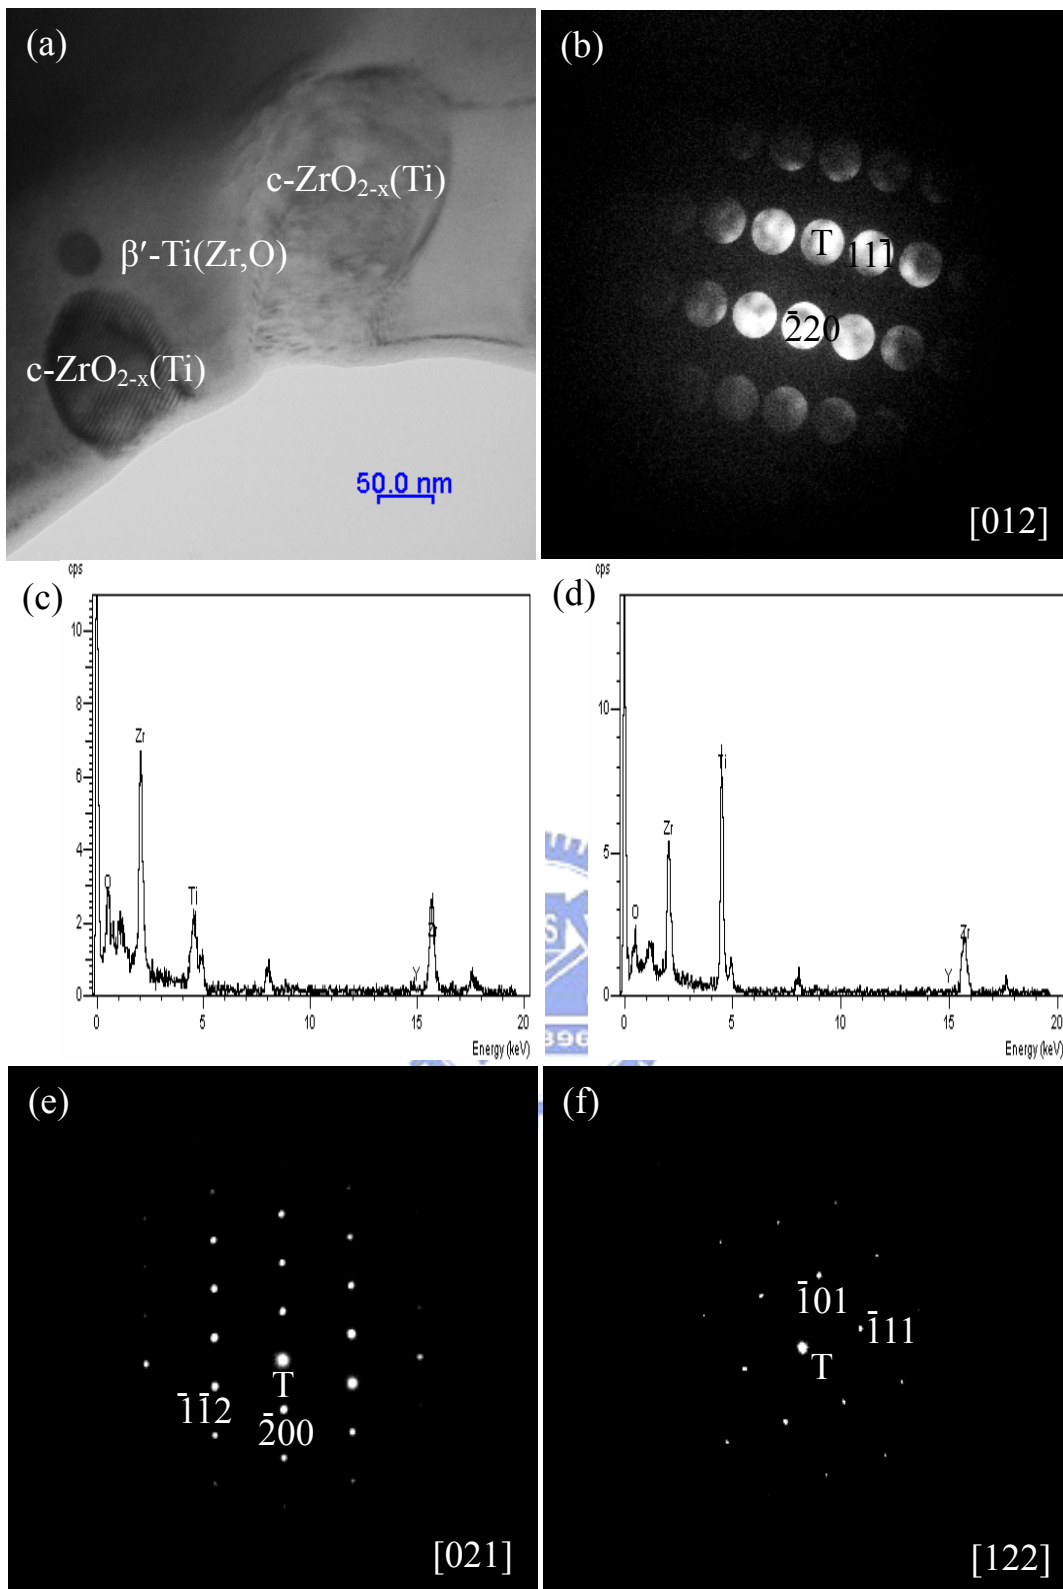 (a)
c-ZrO₂₋ₓ(Ti)
β′-Ti(Zr,O)
c-ZrO₂₋ₓ(Ti)
50.0 nm
(b)
T 111̄
2̄20
[012]
(c)
cps
10
8
6
4
2
0
Zr
O
Ti
Y
Zr
0 5 10 15 20
Energy (keV)
(d)
cps
10
5
0
Ti
Zr
O
Y
Zr
0 5 10 15 20
Energy (keV)
S
896
(e)
T
1̄1̄2
2̄00
[021]
(f)
1̄01
1̄11
T
[122]